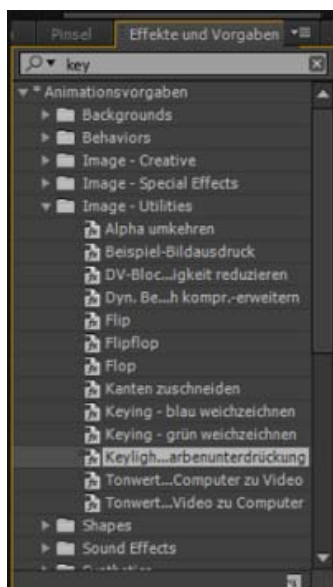 Pinsel Effekte und Vorgaben
key
* Animationsvorgaben
Backgrounds
Behaviors
Image - Creative
Image - Special Effects
Image - Utilities
Alpha umkehren
Beispiel-Bildausdruck
DV-Bloc...igkeit reduzieren
Dyn. Be...h kompr.-erweitern
Flip
Flipflop
Flop
Kanten zuschneiden
Keying - blau weichzeichnen
Keying - grün weichzeichnen
Keyligh...arbenunterdrückung
Tonwert...Computer zu Video
Tonwert...Video zu Computer
Shapes
Sound Effects